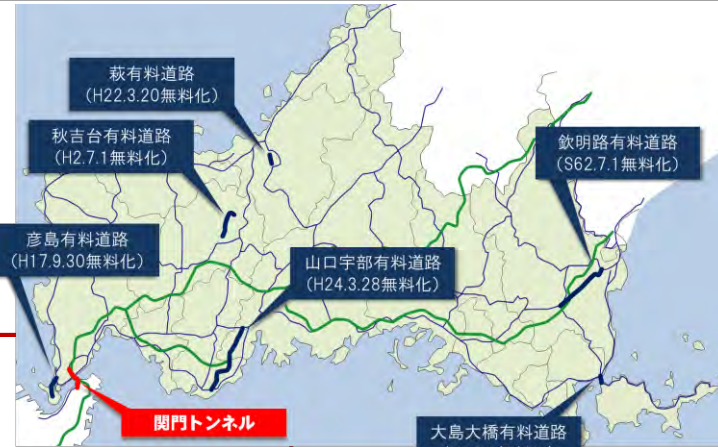 萩有料道路
（H22.3.20無料化）
秋吉台有料道路
（H2.7.1無料化）
欽明路有料道路
（S62.7.1無料化）
彦島有料道路
（H17.9.30無料化）
山口宇部有料道路
（H24.3.28無料化）
関門トンネル
大島大橋有料道路